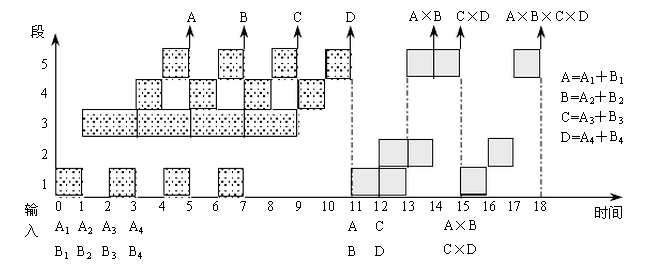 段 A B C D A×B C×D A×B×C×D
5
4
3
2
1
A=A₁+B₁
B=A₂+B₂
C=A₃+B₃
D=A₄+B₄
输入 0 1 2 3 4 5 6 7 8 9 10 11 12 13 14 15 16 17 18 时间
A₁ A₂ A₃ A₄ A C A×B
B₁ B₂ B₃ B₄ B D C×D